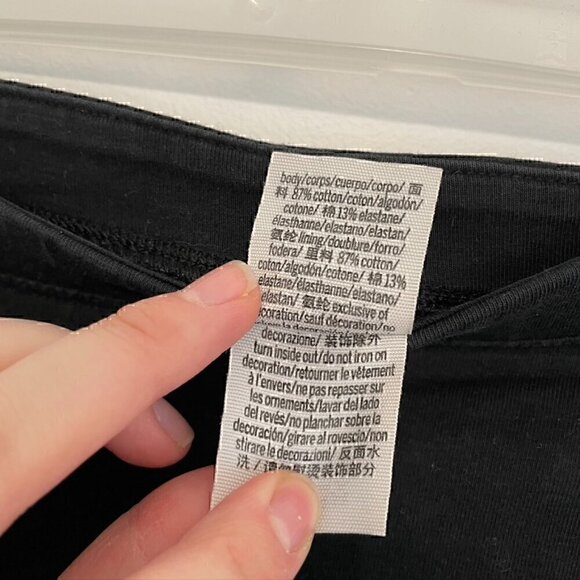 body/corps/cuerpo/corpo/ 面
料 87% cotton/coton/algodón/
cotone/ 棉 13% elastane/
élasthanne/elastano/elastan/
氨纶 lining/doublure/forro/
fodera/ 里料 87% cotton/
coton/algodón/cotone/ 棉 13%
elastane/élasthanne/elastano/
elastan/ 氨纶 exclusive of
decoration/sauf décoration/no
decorazione/ 装饰除外
turn inside out/do not iron on
decoration/retourner le vêtement
à l'envers/ne pas repasser sur
les ornements/lavar del lado
del revés/no planchar sobre la
decoración/girare al rovescio/non
stirare le decorazioni/ 反面水
洗 / 请勿熨烫装饰部分